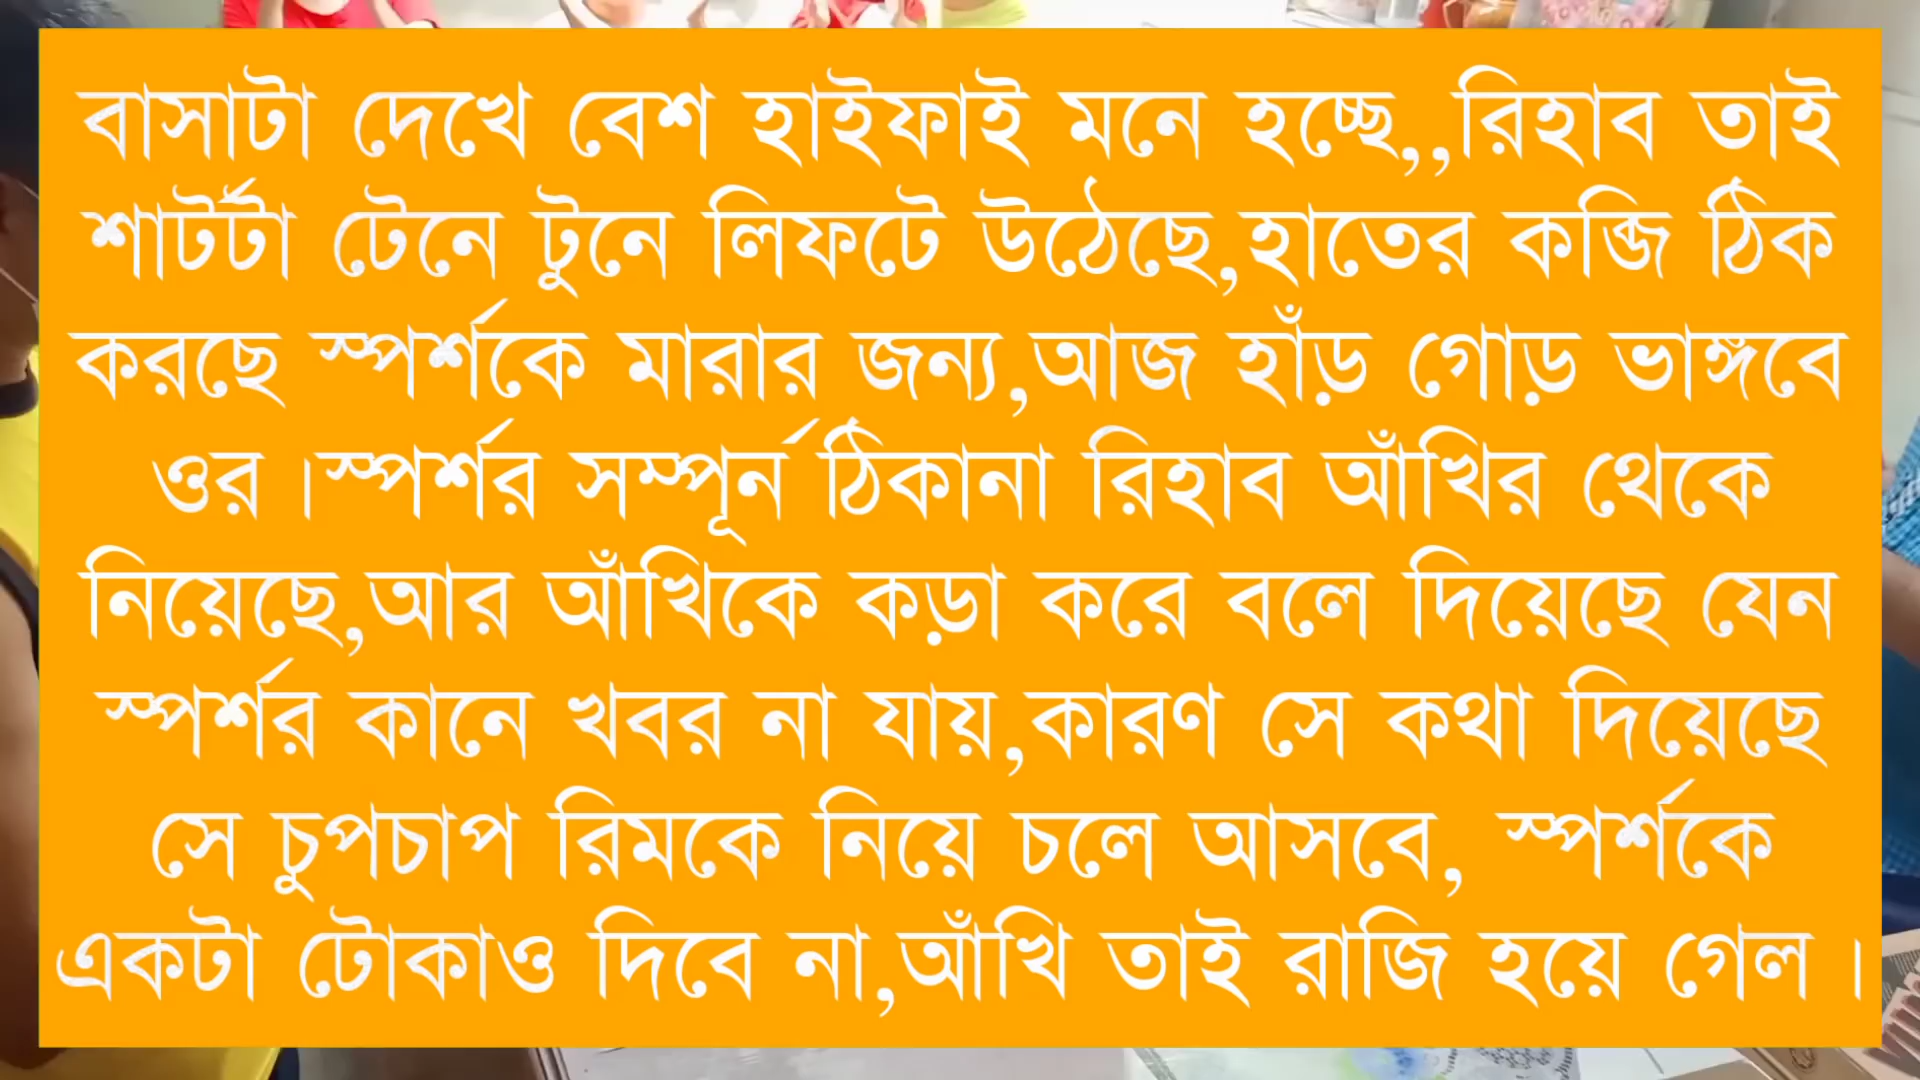 বাসাটা দেখে বেশ হাইফাই মনে হচ্ছে,,রিহাব তাই
শার্টটা টেনে টুনে লিফটে উঠেছে,হাতের কব্জি ঠিক
করছে স্পর্শকে মারার জন্য,আজ হাঁড় গোড় ভাঙ্গবে
ওর ।স্পর্শর সম্পূর্ন ঠিকানা রিহাব আঁখির থেকে
নিয়েছে,আর আঁখিকে কড়া করে বলে দিয়েছে যেন
স্পর্শর কানে খবর না যায়,কারণ সে কথা দিয়েছে
সে চুপচাপ রিমকে নিয়ে চলে আসবে, স্পর্শকে
একটা টোকাও দিবে না,আঁখি তাই রাজি হয়ে গেল ।